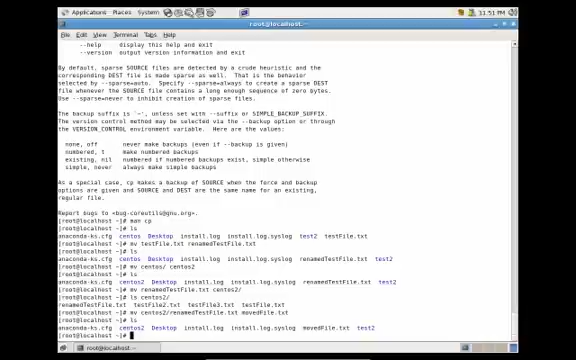 Applications Places System
11:51 PM
root@localhost:~
File Edit View Terminal Tabs Help
--help display this help and exit
--version output version information and exit
By default, sparse SOURCE files are detected by a crude heuristic and the
corresponding DEST file is made sparse as well. That is the behavior
selected by --sparse=auto. Specify --sparse=always to create a sparse DEST
file whenever the SOURCE file contains a long enough sequence of zero bytes.
Use --sparse=never to inhibit creation of sparse files.
The backup suffix is `~', unless set with --suffix or SIMPLE_BACKUP_SUFFIX.
The version control method may be selected via the --backup option or through
the VERSION_CONTROL environment variable. Here are the values:
none, off never make backups (even if --backup is given)
numbered, t make numbered backups
existing, nil numbered if numbered backups exist, simple otherwise
simple, never always make simple backups
As a special case, cp makes a backup of SOURCE when the force and backup
options are given and SOURCE and DEST are the same name for an existing,
regular file.
Report bugs to <bug-coreutils@gnu.org>.
[root@localhost ~]# man cp
[root@localhost ~]# ls
anaconda-ks.cfg centos Desktop install.log install.log.syslog test2 testFile.txt
[root@localhost ~]# mv testFile.txt renamedTestFile.txt
[root@localhost ~]# ls
anaconda-ks.cfg centos Desktop install.log install.log.syslog renamedTestFile.txt test2
[root@localhost ~]# mv centos/ centos2
[root@localhost ~]# ls
anaconda-ks.cfg centos2 Desktop install.log install.log.syslog renamedTestFile.txt test2
[root@localhost ~]# mv renamedTestFile.txt centos2/
[root@localhost ~]# ls centos2/
renamedTestFile.txt testFile2.txt testFile3.txt testFile.txt
[root@localhost ~]# mv centos2/renamedTestFile.txt movedFile.txt
[root@localhost ~]# ls
anaconda-ks.cfg centos2 Desktop install.log install.log.syslog movedFile.txt test2
[root@localhost ~]#
root@localhost:~